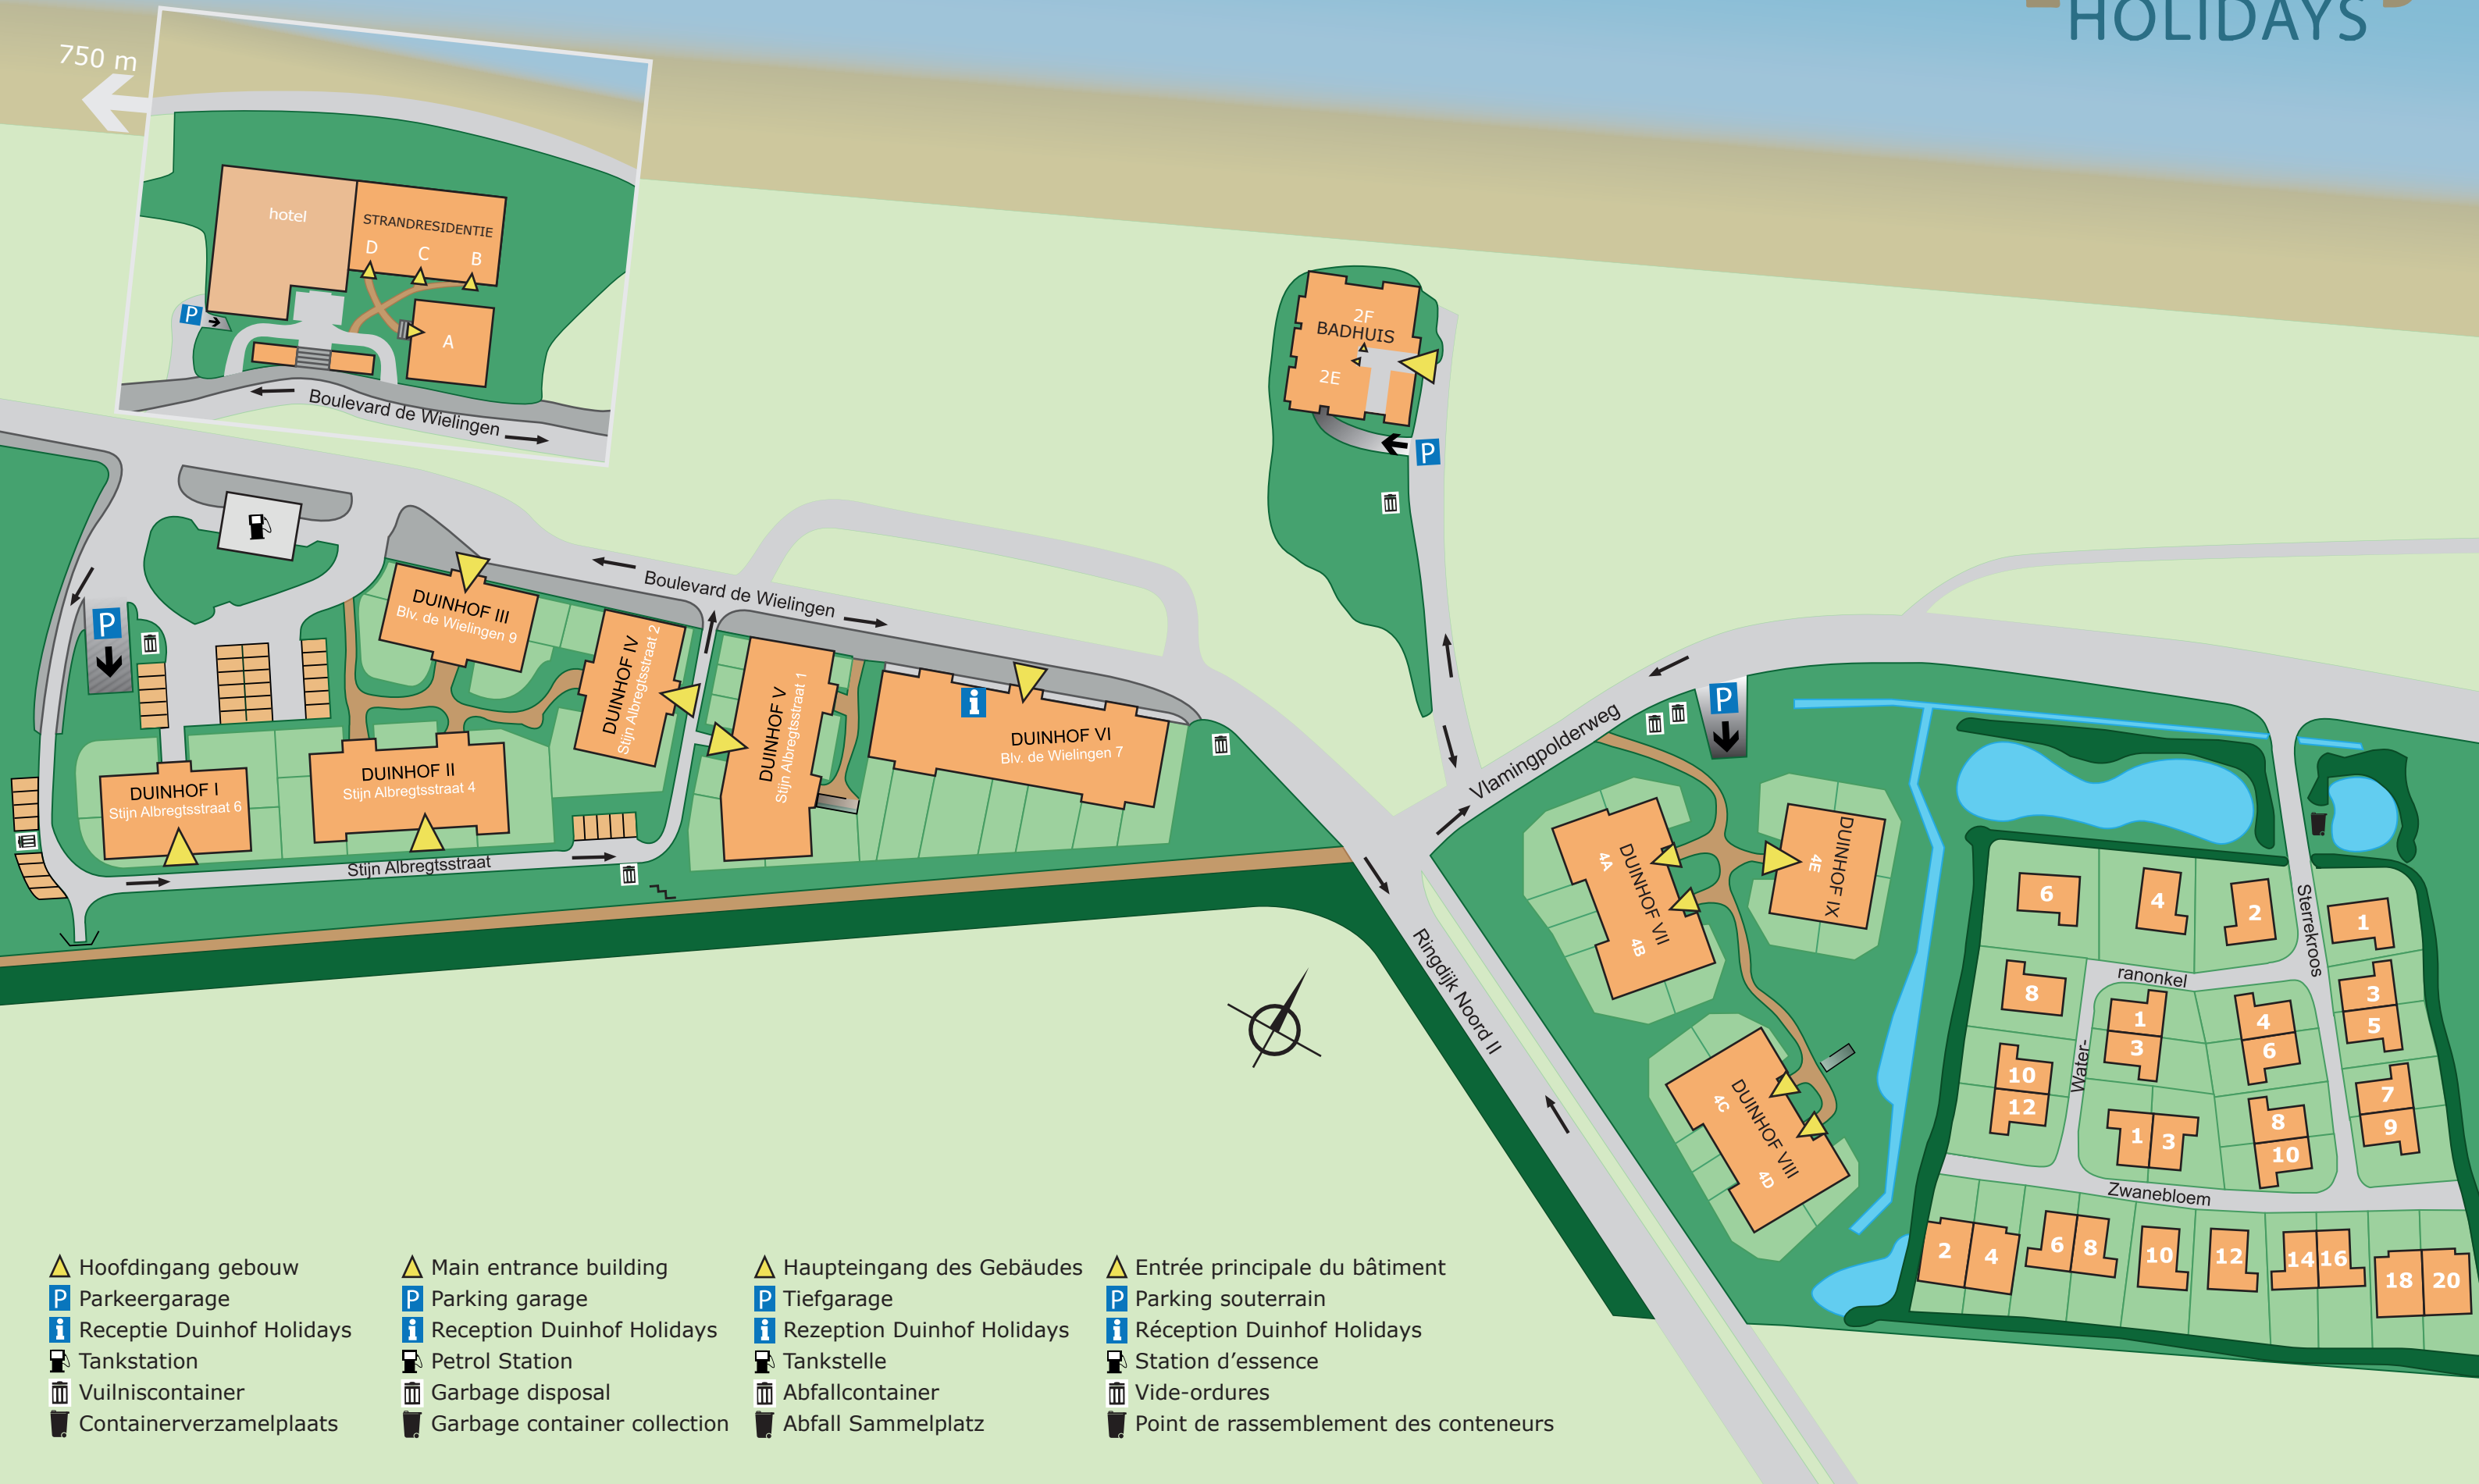 HOLIDAYS
750 m
hotel
STRANDRESIDENTIE
D
C
B
P
A
Boulevard de Wielingen
2F
BADHUIS
2E
P
P
DUINHOF III
Blv. de Wielingen 9
Boulevard de Wielingen
DUINHOF IV
Stijn Albregtsstraat 2
DUINHOF V
Stijn Albregtsstraat 1
i
DUINHOF VI
Blv. de Wielingen 7
DUINHOF I
Stijn Albregtsstraat 6
DUINHOF II
Stijn Albregtsstraat 4
Stijn Albregtsstraat
Vlamingpolderweg
P
Ringdijk Noord II
4A
DUINHOF VII
4B
4E
DUINHOF IX
4C
DUINHOF VIII
4D
6
4
2
Sterrekroos
1
8
ranonkel
3
5
1
3
4
6
Water-
10
12
7
9
1
3
8
10
Zwanebloem
2
4
6
8
10
12
14
16
18
20
Hoofdingang gebouw
P Parkeergarage
i Receptie Duinhof Holidays
Tankstation
Vuilniscontainer
Containerverzamelplaats
Main entrance building
P Parking garage
i Reception Duinhof Holidays
Petrol Station
Garbage disposal
Garbage container collection
Haupteingang des Gebäudes
P Tiefgarage
i Rezeption Duinhof Holidays
Tankstelle
Abfallcontainer
Abfall Sammelplatz
Entrée principale du bâtiment
P Parking souterrain
i Réception Duinhof Holidays
Station d’essence
Vide-ordures
Point de rassemblement des conteneurs